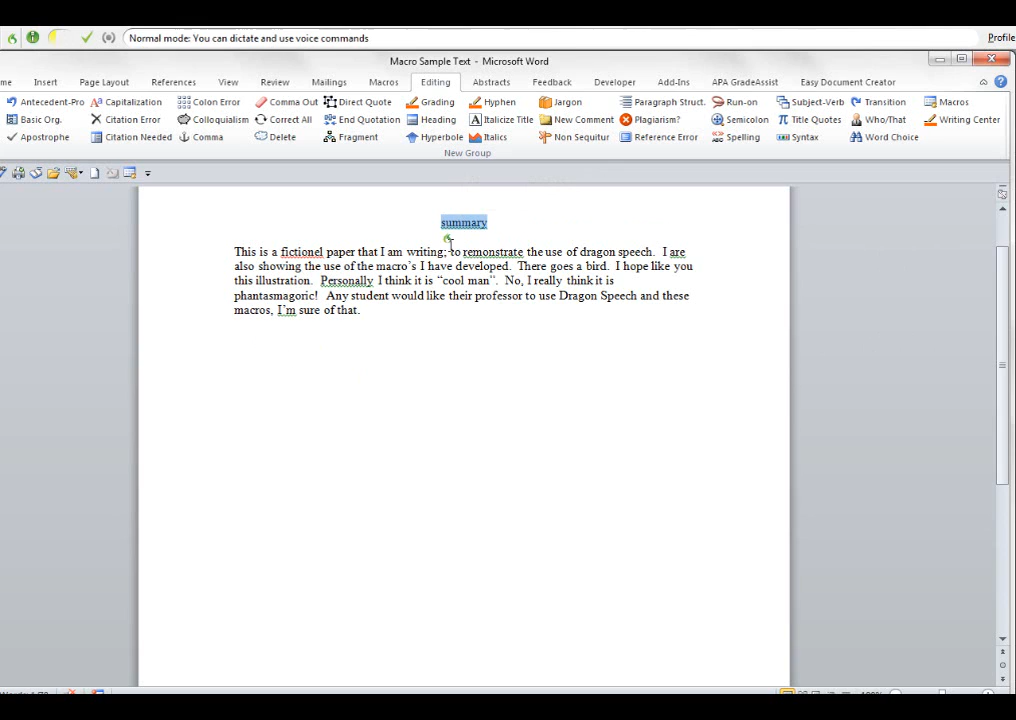 Normal mode: You can dictate and use voice commands
Profile
Macro Sample Text - Microsoft Word
me Insert Page Layout References View Review Mailings Macros Editing Abstracts Feedback Developer Add-Ins APA GradeAssist Easy Document Creator
Antecedent-Pro Capitalization Colon Error Comma Out Direct Quote Grading Hyphen Jargon Paragraph Struct. Run-on Subject-Verb Transition Macros
Basic Org. Citation Error Colloquialism Correct All End Quotation Heading Italicize Title New Comment Plagiarism? Semicolon Title Quotes Who/That Writing Center
Apostrophe Citation Needed Comma Delete Fragment Hyperbole Italics Non Sequitur Reference Error Spelling Syntax Word Choice
New Group
summary
This is a fictionel paper that I am writing; to remonstrate the use of dragon speech. I are
also showing the use of the macro's I have developed. There goes a bird. I hope like you
this illustration. Personally I think it is “cool man”. No, I really think it is
phantasmagoric! Any student would like their professor to use Dragon Speech and these
macros, I'm sure of that.